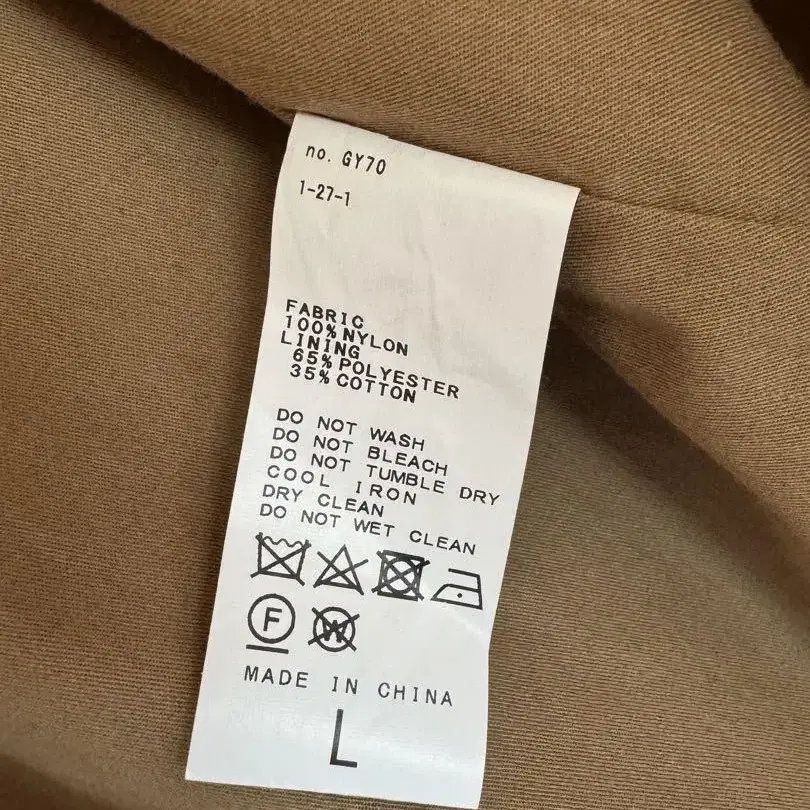 no. GY70
1-27-1
FABRIC
100% NYLON
LINING
65% POLYESTER
35% COTTON
DO NOT WASH
DO NOT BLEACH
DO NOT TUMBLE DRY
COOL IRON
DRY CLEAN
DO NOT WET CLEAN
F W
MADE IN CHINA
L